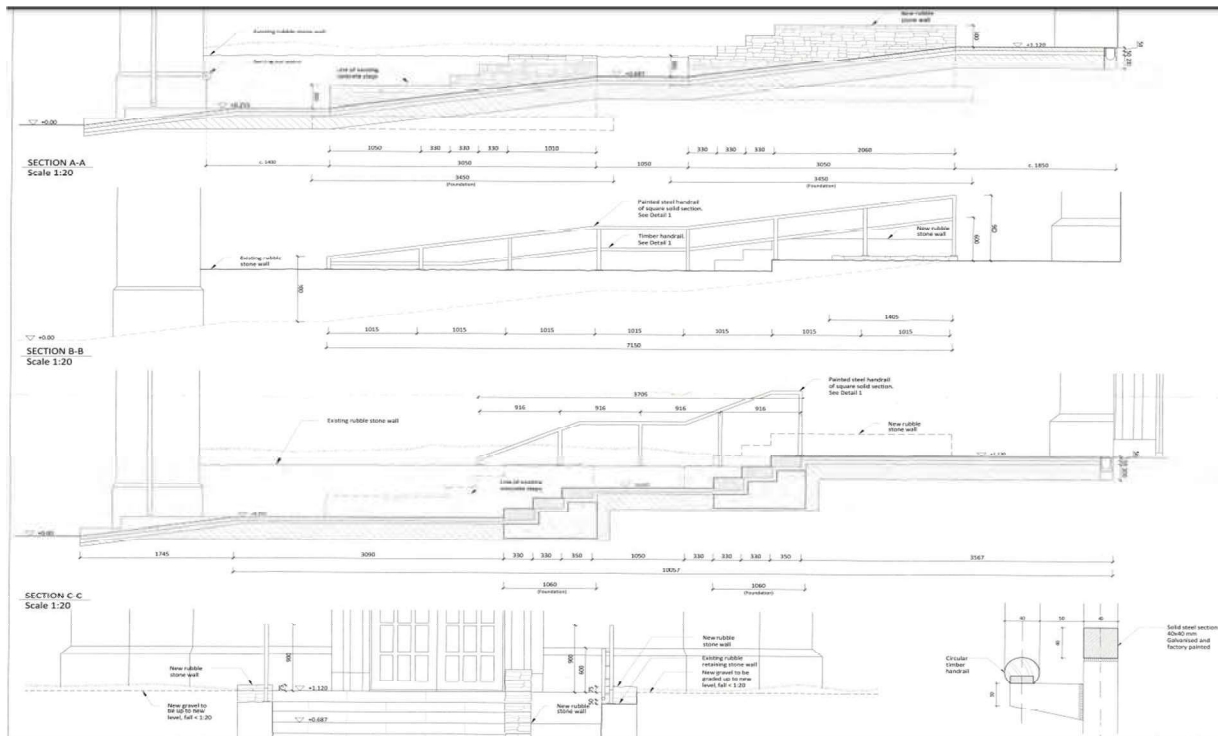 New rubble
stone wall
Existing rubble stone wall
Line of existing
concrete steps
+1.120
+0.687
+0.00
SECTION A-A
Scale 1:20
1050
330
330
330
1010
330
330
330
2060
c. 1400
3050
1050
3050
c. 1850
3450
(Foundation)
3450
(Foundation)
Painted steel handrail
of square solid section.
See Detail 1
Timber handrail.
See Detail 1
New rubble
stone wall
Existing rubble
stone wall
600
+0.00
SECTION B-B
Scale 1:20
1015
1015
1015
1015
1015
1015
1015
1405
7150
Painted steel handrail
of square solid section.
See Detail 1
3705
916
916
916
916
Existing rubble stone wall
New rubble
stone wall
Line of existing
concrete steps
1745
3090
330
330
350
1050
330
330
330
350
3567
10057
1060
(Foundation)
1060
(Foundation)
SECTION C-C
Scale 1:20
New rubble
stone wall
900
+1.120
New gravel to
be up to new
level, fall < 1:20
+0.687
New rubble
stone wall
900
600
New rubble
stone wall
Existing rubble
retaining stone wall
New gravel to be
graded up to new
level, fall < 1:20
40
50
40
Solid steel section
40x40 mm
Galvanised and
factory painted
Circular
timber
handrail